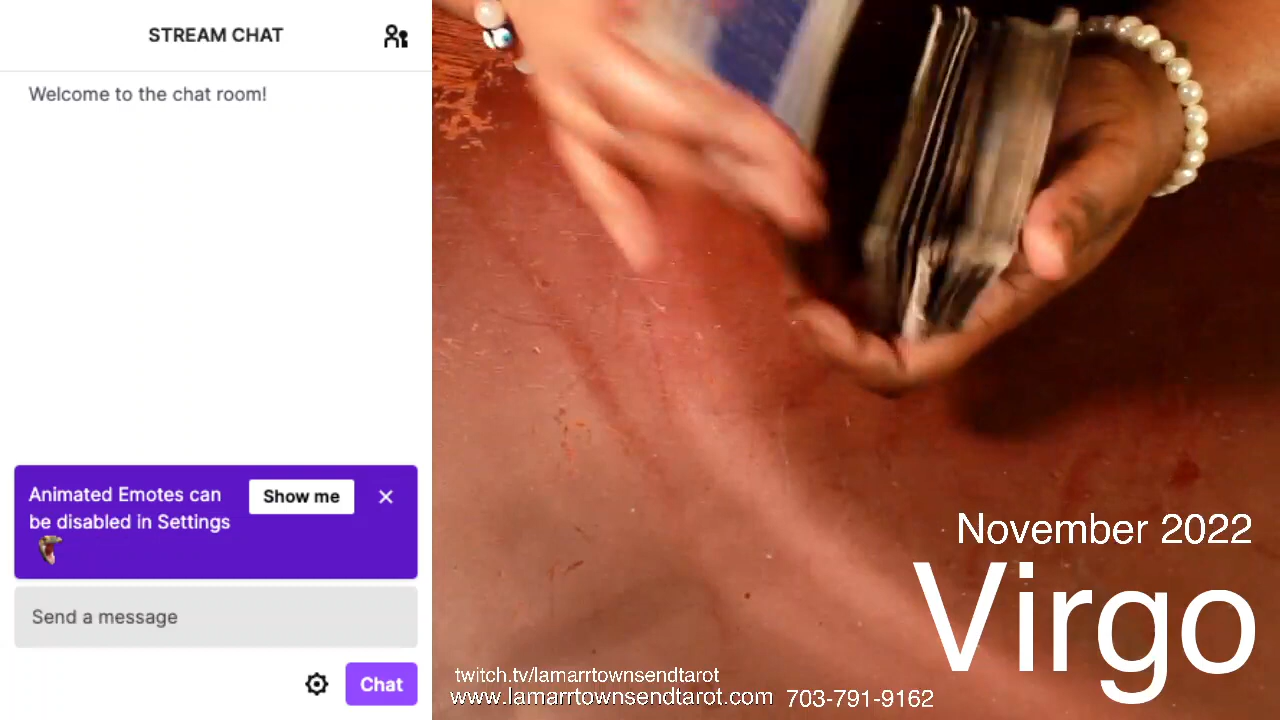 STREAM CHAT
Welcome to the chat room!
Animated Emotes can
be disabled in Settings
Show me
Send a message
Chat
November 2022
Virgo
twitch.tv/lamarrtownsendtarot
www.lamarrtownsendtarot.com 703-791-9162